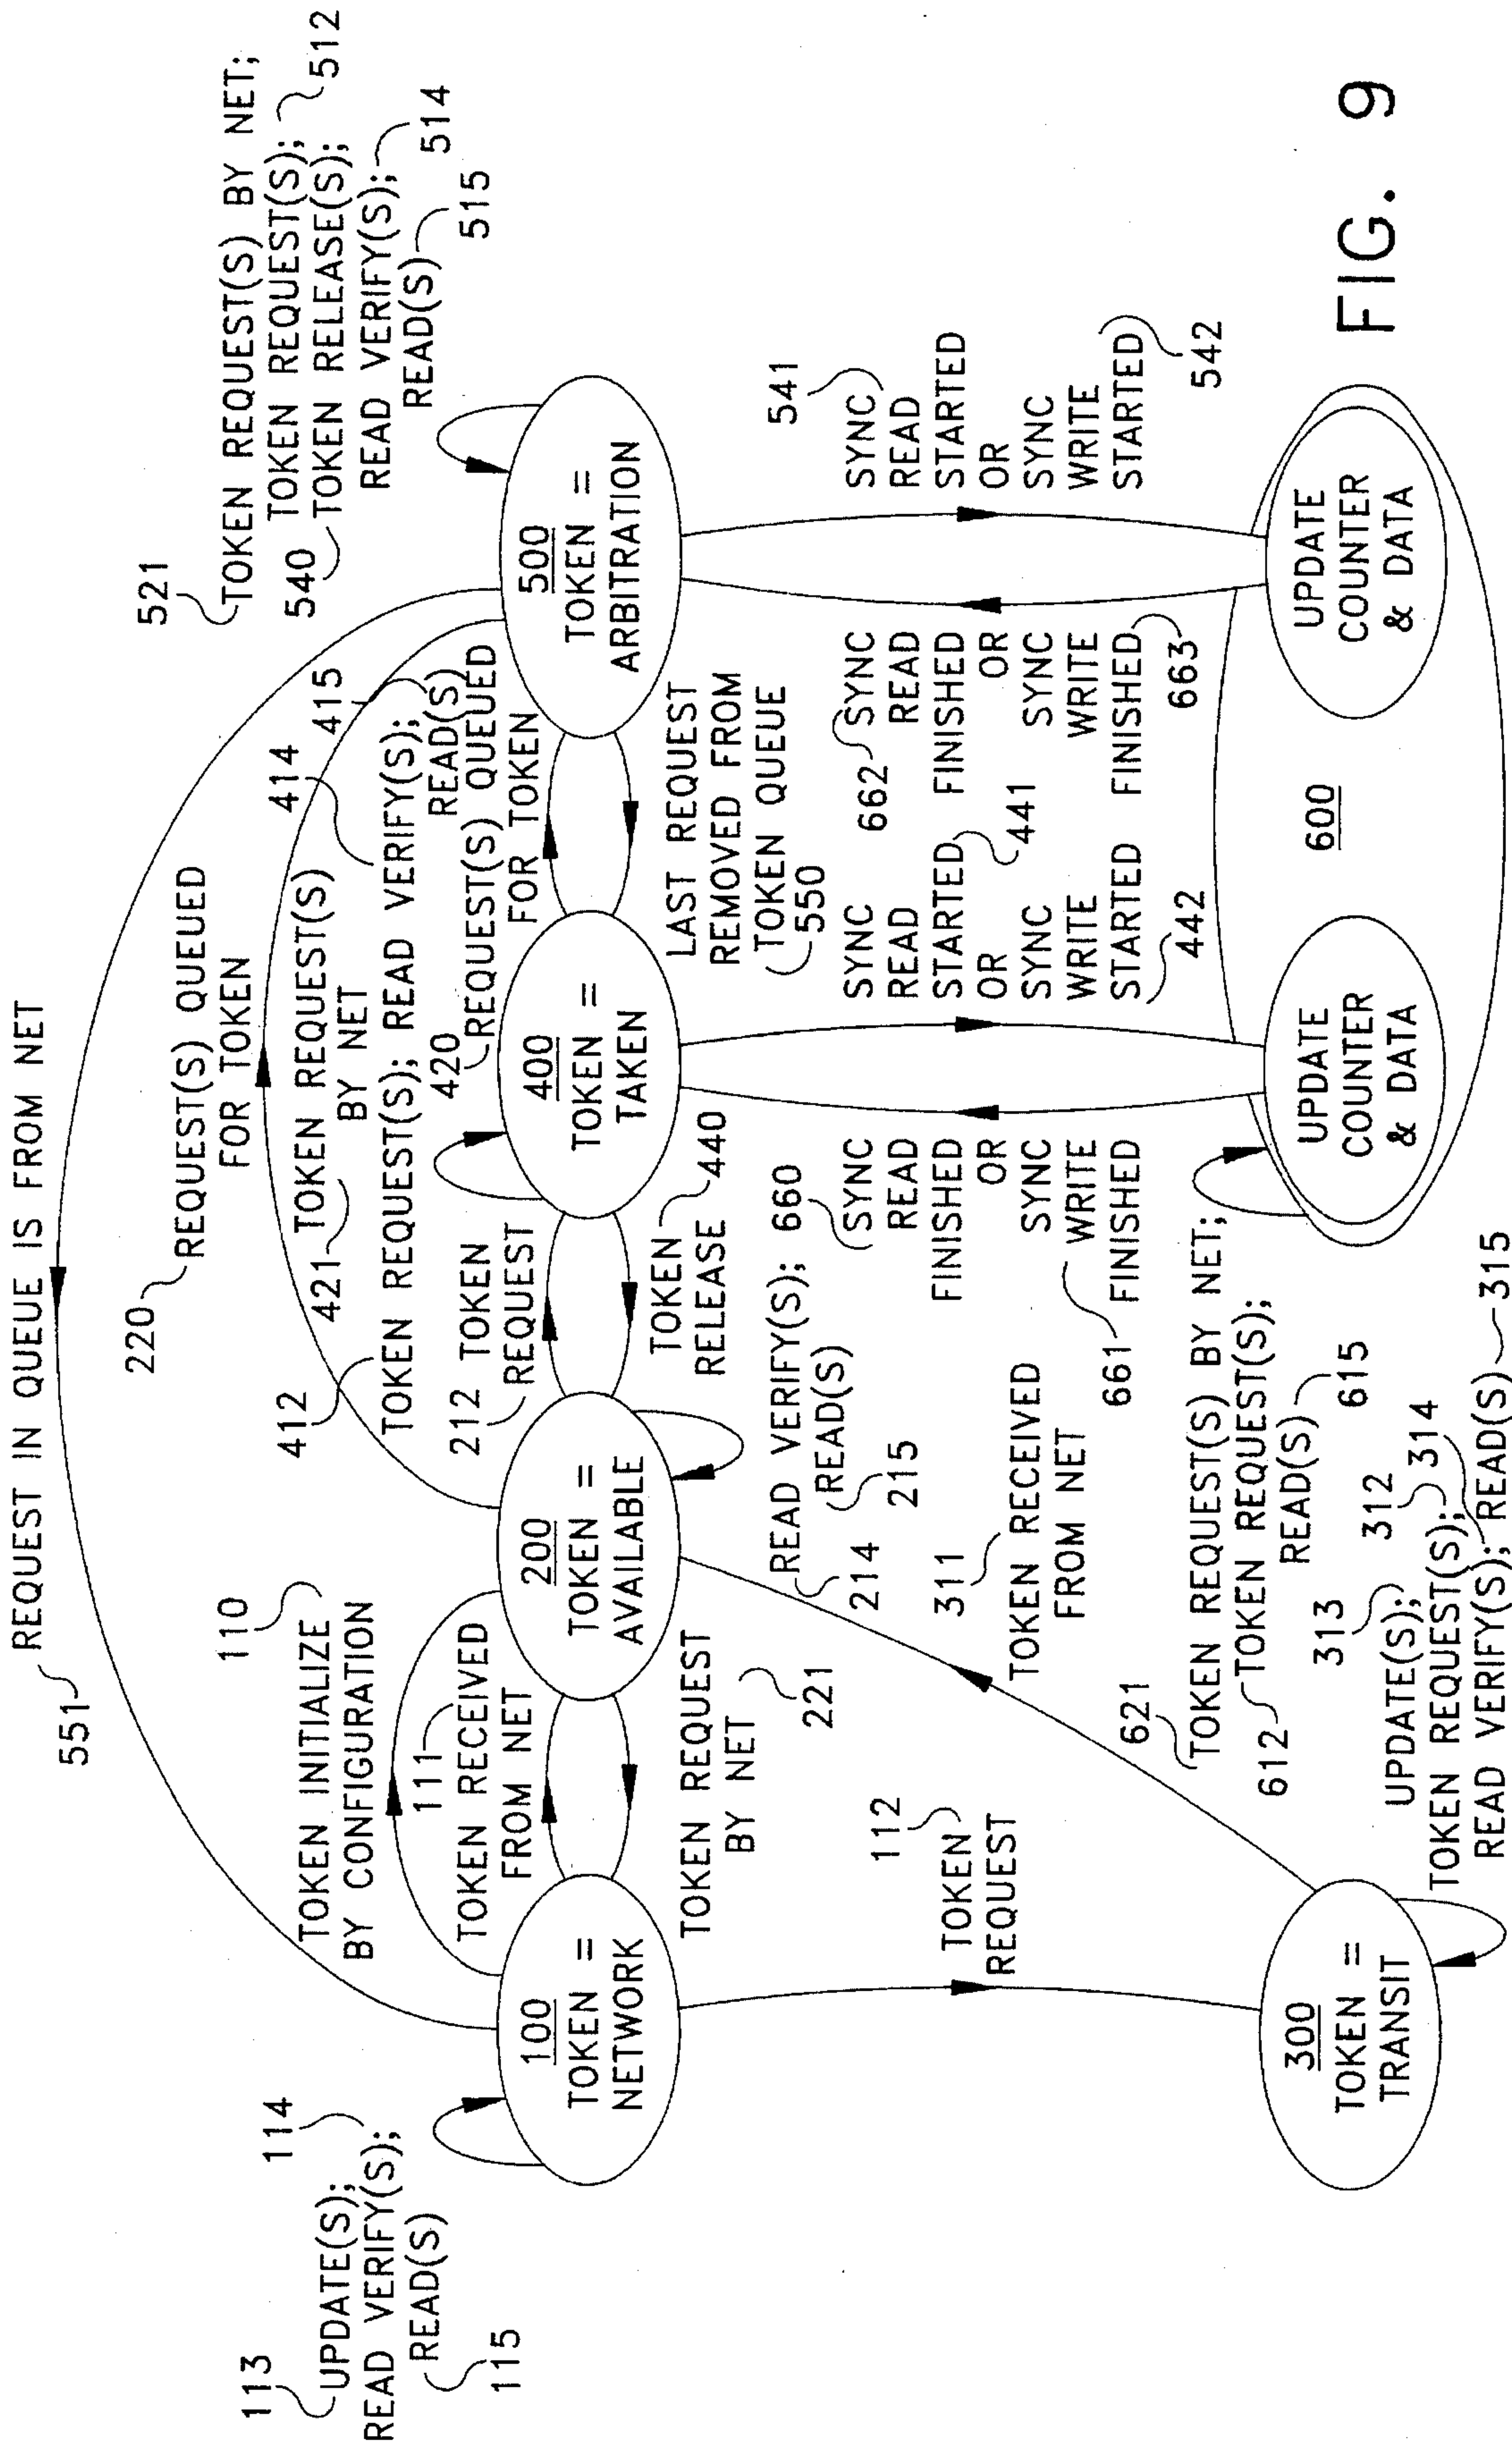 REQUEST IN QUEUE IS FROM NET
551
220
REQUEST(S) QUEUED
FOR TOKEN
521
TOKEN REQUEST(S) BY NET;
TOKEN REQUEST(S);
512
540
TOKEN RELEASE(S);
READ VERIFY(S);
514
READ(S)
515
110
TOKEN INITIALIZE
BY CONFIGURATION
111
TOKEN RECEIVED
FROM NET
113
UPDATE(S);
114
READ VERIFY(S);
READ(S)
115
421
TOKEN REQUEST(S)
BY NET
414
415
412
TOKEN REQUEST(S); READ VERIFY(S);
READ(S)
420
REQUEST(S) QUEUED
FOR TOKEN
212
TOKEN
REQUEST
100
TOKEN =
NETWORK
200
TOKEN =
AVAILABLE
400
TOKEN =
TAKEN
500
TOKEN =
ARBITRATION
TOKEN REQUEST
BY NET
221
TOKEN
RELEASE
440
LAST REQUEST
REMOVED FROM
TOKEN QUEUE
550
READ VERIFY(S);
READ(S)
214
215
112
TOKEN
REQUEST
311
TOKEN RECEIVED
FROM NET
660
SYNC
READ
FINISHED
OR
SYNC
WRITE
FINISHED
661
SYNC
READ
STARTED
OR
SYNC
WRITE
STARTED
441
442
662
SYNC
READ
FINISHED
OR
SYNC
WRITE
FINISHED
663
541
SYNC
READ
STARTED
OR
SYNC
WRITE
STARTED
542
621
TOKEN REQUEST(S) BY NET;
612
TOKEN REQUEST(S);
READ(S)
615
300
TOKEN =
TRANSIT
313
UPDATE(S);
312
TOKEN REQUEST(S);
314
READ VERIFY(S); READ(S)
315
UPDATE
COUNTER
& DATA
600
UPDATE
COUNTER
& DATA
FIG. 9